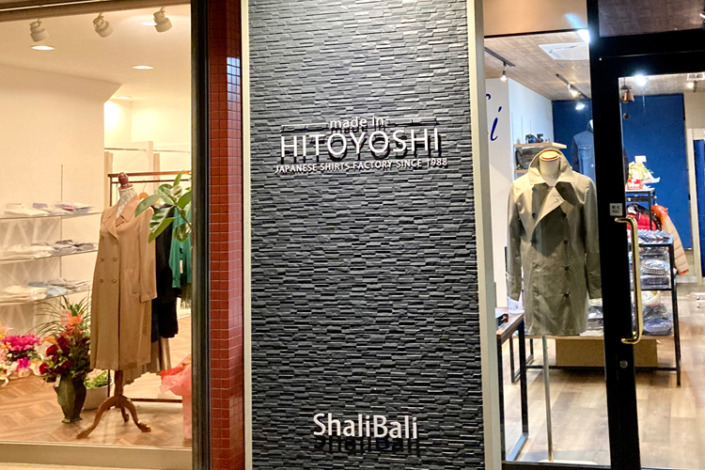 made in
HITOYOSHI
JAPANESE SHIRTS FACTORY SINCE 1988
ShaliBali